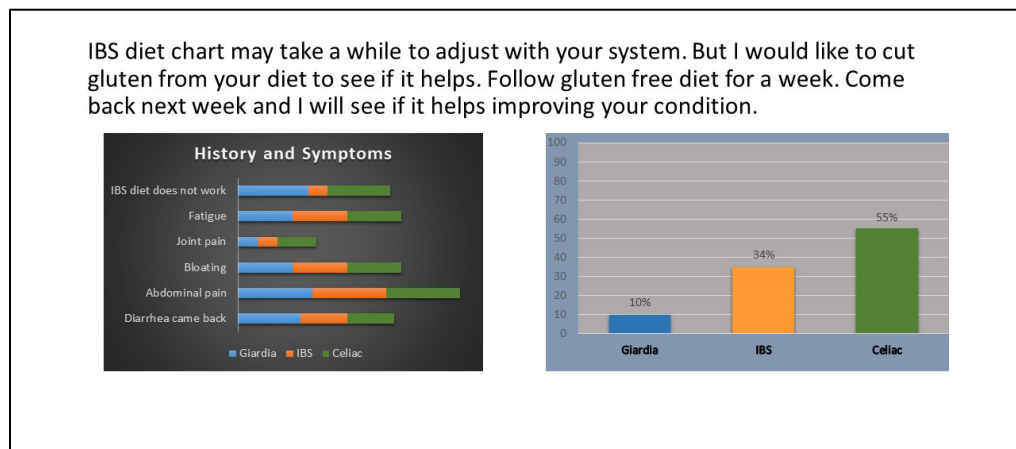 IBS diet chart may take a while to adjust with your system. But I would like to cut
gluten from your diet to see if it helps. Follow gluten free diet for a week. Come
back next week and I will see if it helps improving your condition.
History and Symptoms
IBS diet does not work
Fatigue
Joint pain
Bloating
Abdominal pain
Diarrhea came back
Giardia IBS Celiac
100
90
80
70
60
50
40
30
20
10
0
10%
34%
55%
Giardia IBS Celiac